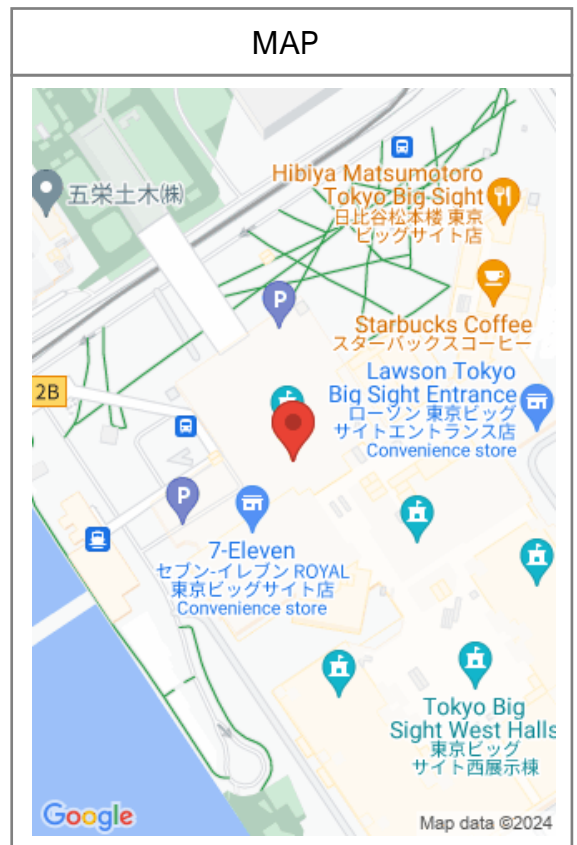 MAP
五栄土木㈱
Hibiya Matsumotoro
Tokyo Big Sight
日比谷松本楼 東京
ビッグサイト店
P
Starbucks Coffee
スターバックスコーヒー
Lawson Tokyo
Big Sight Entrance
ローソン 東京ビッグ
サイトエントランス店
Convenience store
2B
P
7-Eleven
セブン-イレブン ROYAL
東京ビッグサイト店
Convenience store
Tokyo Big
Sight West Halls
東京ビッグ
サイト西展示棟
Google
Map data ©2024